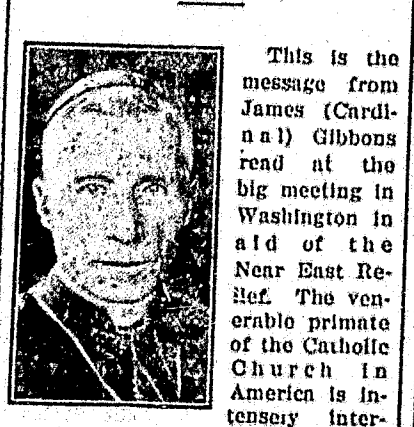 This is the
message from
James (Cardi-
nal) Gibbons
read at the
big meeting in
Washington in
aid of the
Near East Re-
lief. The ven-
erable primate
of the Catholic
Church in
America is in-
tensely inter-